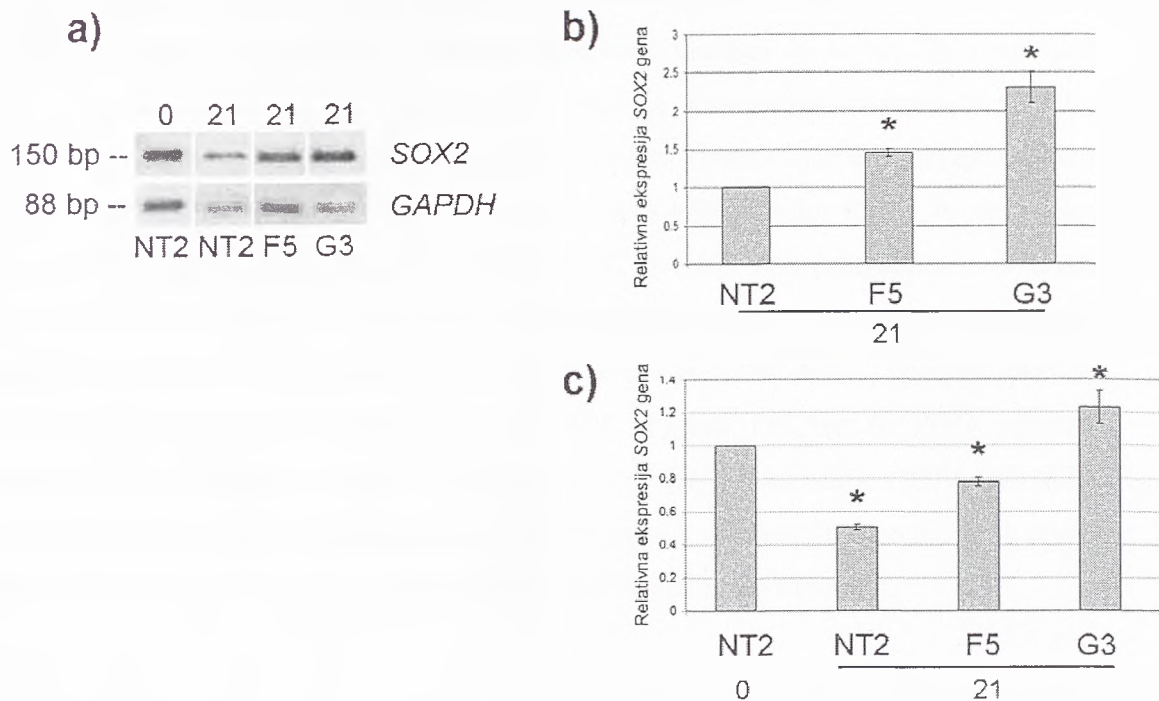 a)
0 21 21 21
150 bp -- SOX2
88 bp -- GAPDH
NT2 NT2 F5 G3
b)
Relativna ekspresija SOX2 gena
3
2.5
2
1.5
1
0.5
0
*
*
NT2 F5 G3
21
c)
Relativna ekspresija SOX2 gena
1.4
1.2
1
0.8
0.6
0.4
0.2
0
*
*
*
NT2 NT2 F5 G3
0 21